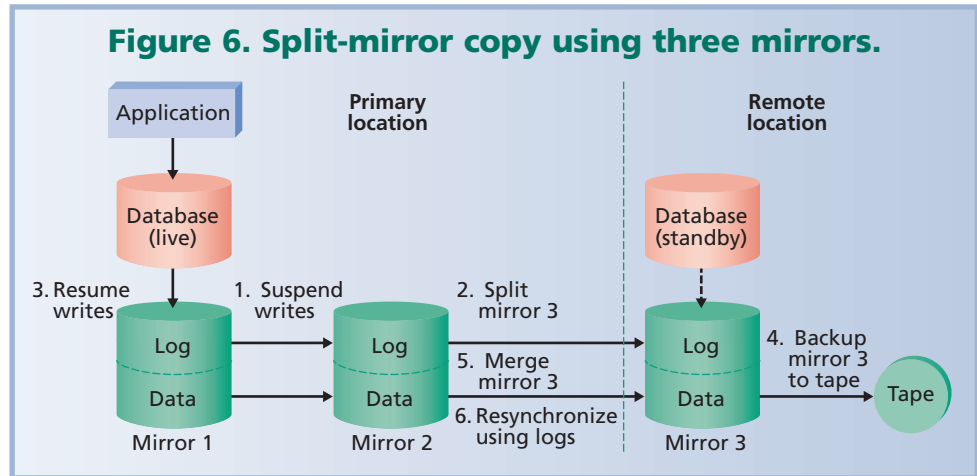 Figure 6. Split-mirror copy using three mirrors.
Application
Primary
location
Remote
location
Database
(live)
Database
(standby)
3. Resume
writes
1. Suspend
writes
2. Split
mirror 3
4. Backup
mirror 3
to tape
Log
Data
Log
Data
5. Merge
mirror 3
6. Resynchronize
using logs
Log
Data
Tape
Mirror 1
Mirror 2
Mirror 3